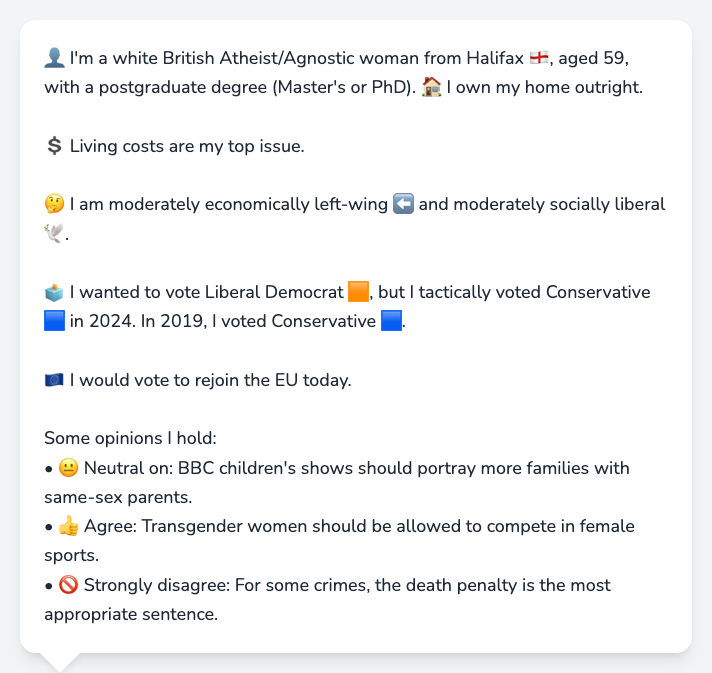 👤 I'm a white British Atheist/Agnostic woman from Halifax 🏴󠁧󠁢󠁥󠁮󠁧󠁿, aged 59,
with a postgraduate degree (Master's or PhD). 🏠 I own my home outright.
💲 Living costs are my top issue.
🤔 I am moderately economically left-wing ⬅️ and moderately socially liberal
🕊️.
🗳️ I wanted to vote Liberal Democrat 🟧, but I tactically voted Conservative
🟦 in 2024. In 2019, I voted Conservative 🟦.
🇪🇺 I would vote to rejoin the EU today.
Some opinions I hold:
• 😐 Neutral on: BBC children's shows should portray more families with
same-sex parents.
• 👍 Agree: Transgender women should be allowed to compete in female
sports.
• 🚫 Strongly disagree: For some crimes, the death penalty is the most
appropriate sentence.